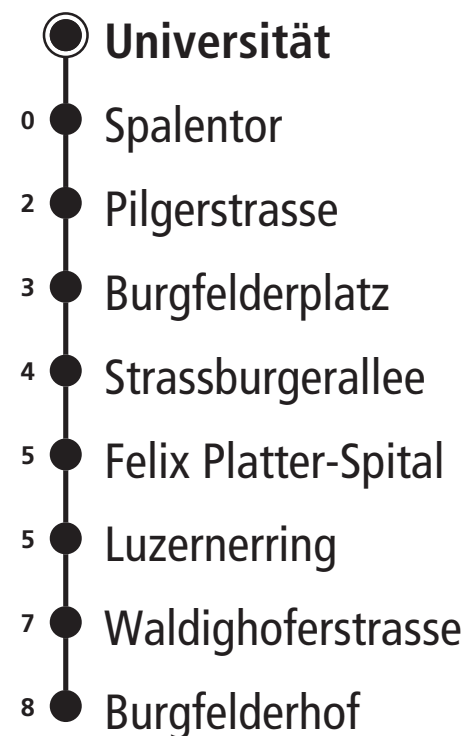 Universität
0 Spalentor
2 Pilgerstrasse
3 Burgfelderplatz
4 Strassburgerallee
5 Felix Platter-Spital
5 Luzernerring
7 Waldighoferstrasse
8 Burgfelderhof